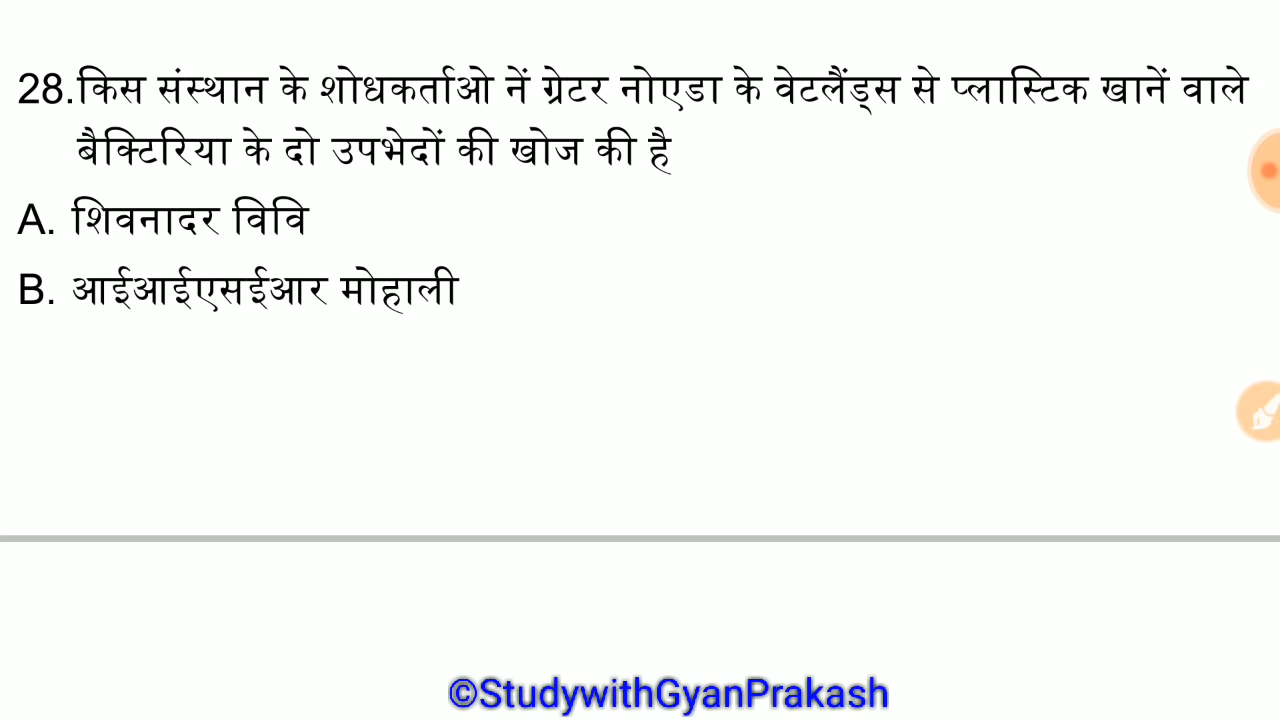 28.किस संस्थान के शोधकर्ताओ नें ग्रेटर नोएडा के वेटलैंड्स से प्लास्टिक खानें वाले
बैक्टिरिया के दो उपभेदों की खोज की है
A. शिवनादर विवि
B. आईआईएसईआर मोहाली
©StudywithGyanPrakash